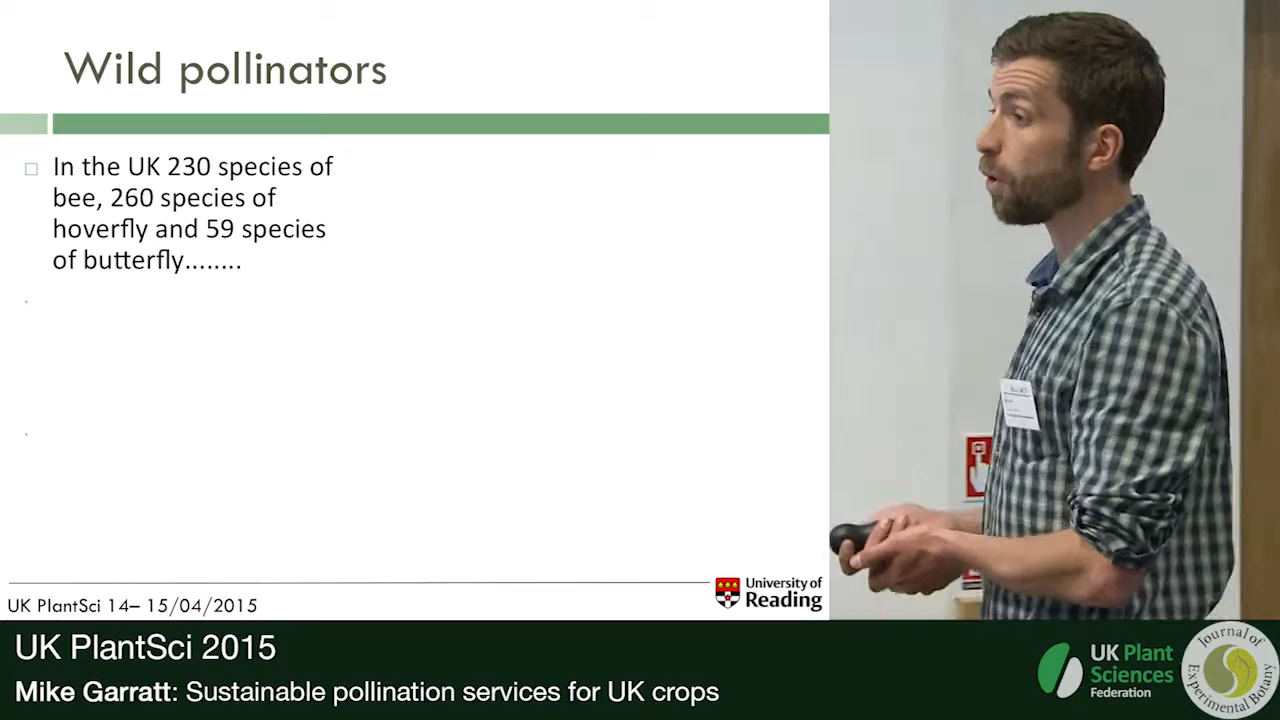 Wild pollinators
In the UK 230 species of
bee, 260 species of
hoverfly and 59 species
of butterfly........
UK PlantSci 14– 15/04/2015
University of
Reading
UK PlantSci 2015
Mike Garratt: Sustainable pollination services for UK crops
UK Plant
Sciences
Federation
Journal of
Experimental Botany